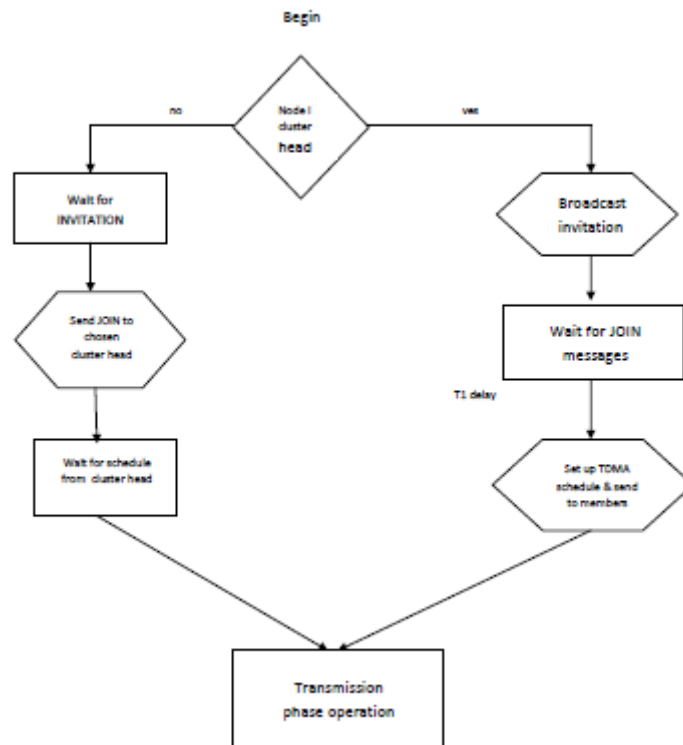 Begin
Node I
cluster
head
no
yes
Wait for
INVITATION
Broadcast
invitation
Send JOIN to
chosen
cluster head
Wait for JOIN
messages
T1 delay
Wait for schedule
from cluster head
Set up TDMA
schedule & send
to members
Transmission
phase operation